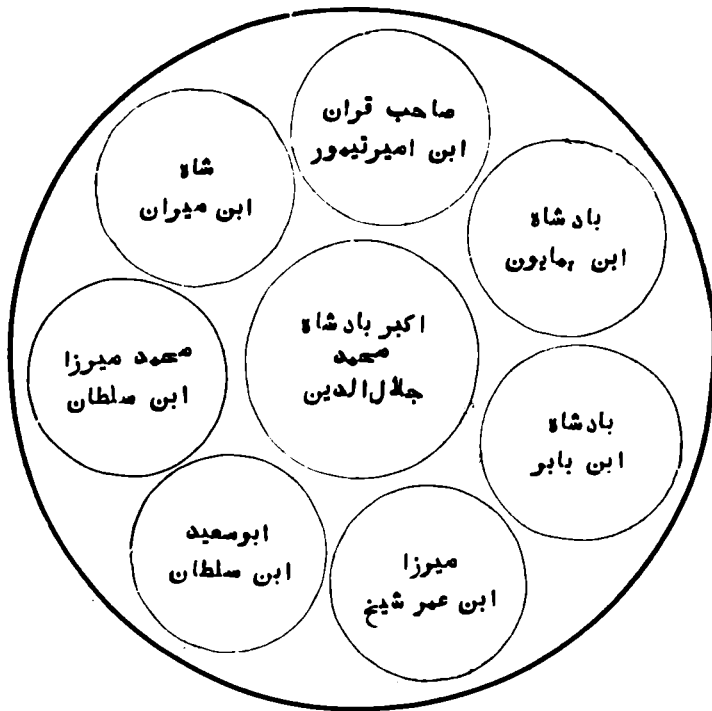 صاحب قران
ابن امیرتیمور
شاه
ابن میران
بادشاه
ابن ہمایون
اکبر بادشاه
محمد
جلال‌الدین
محمد میرزا
ابن سلطان
بادشاه
ابن بابر
ابوسعید
ابن سلطان
میرزا
ابن عمر شیخ